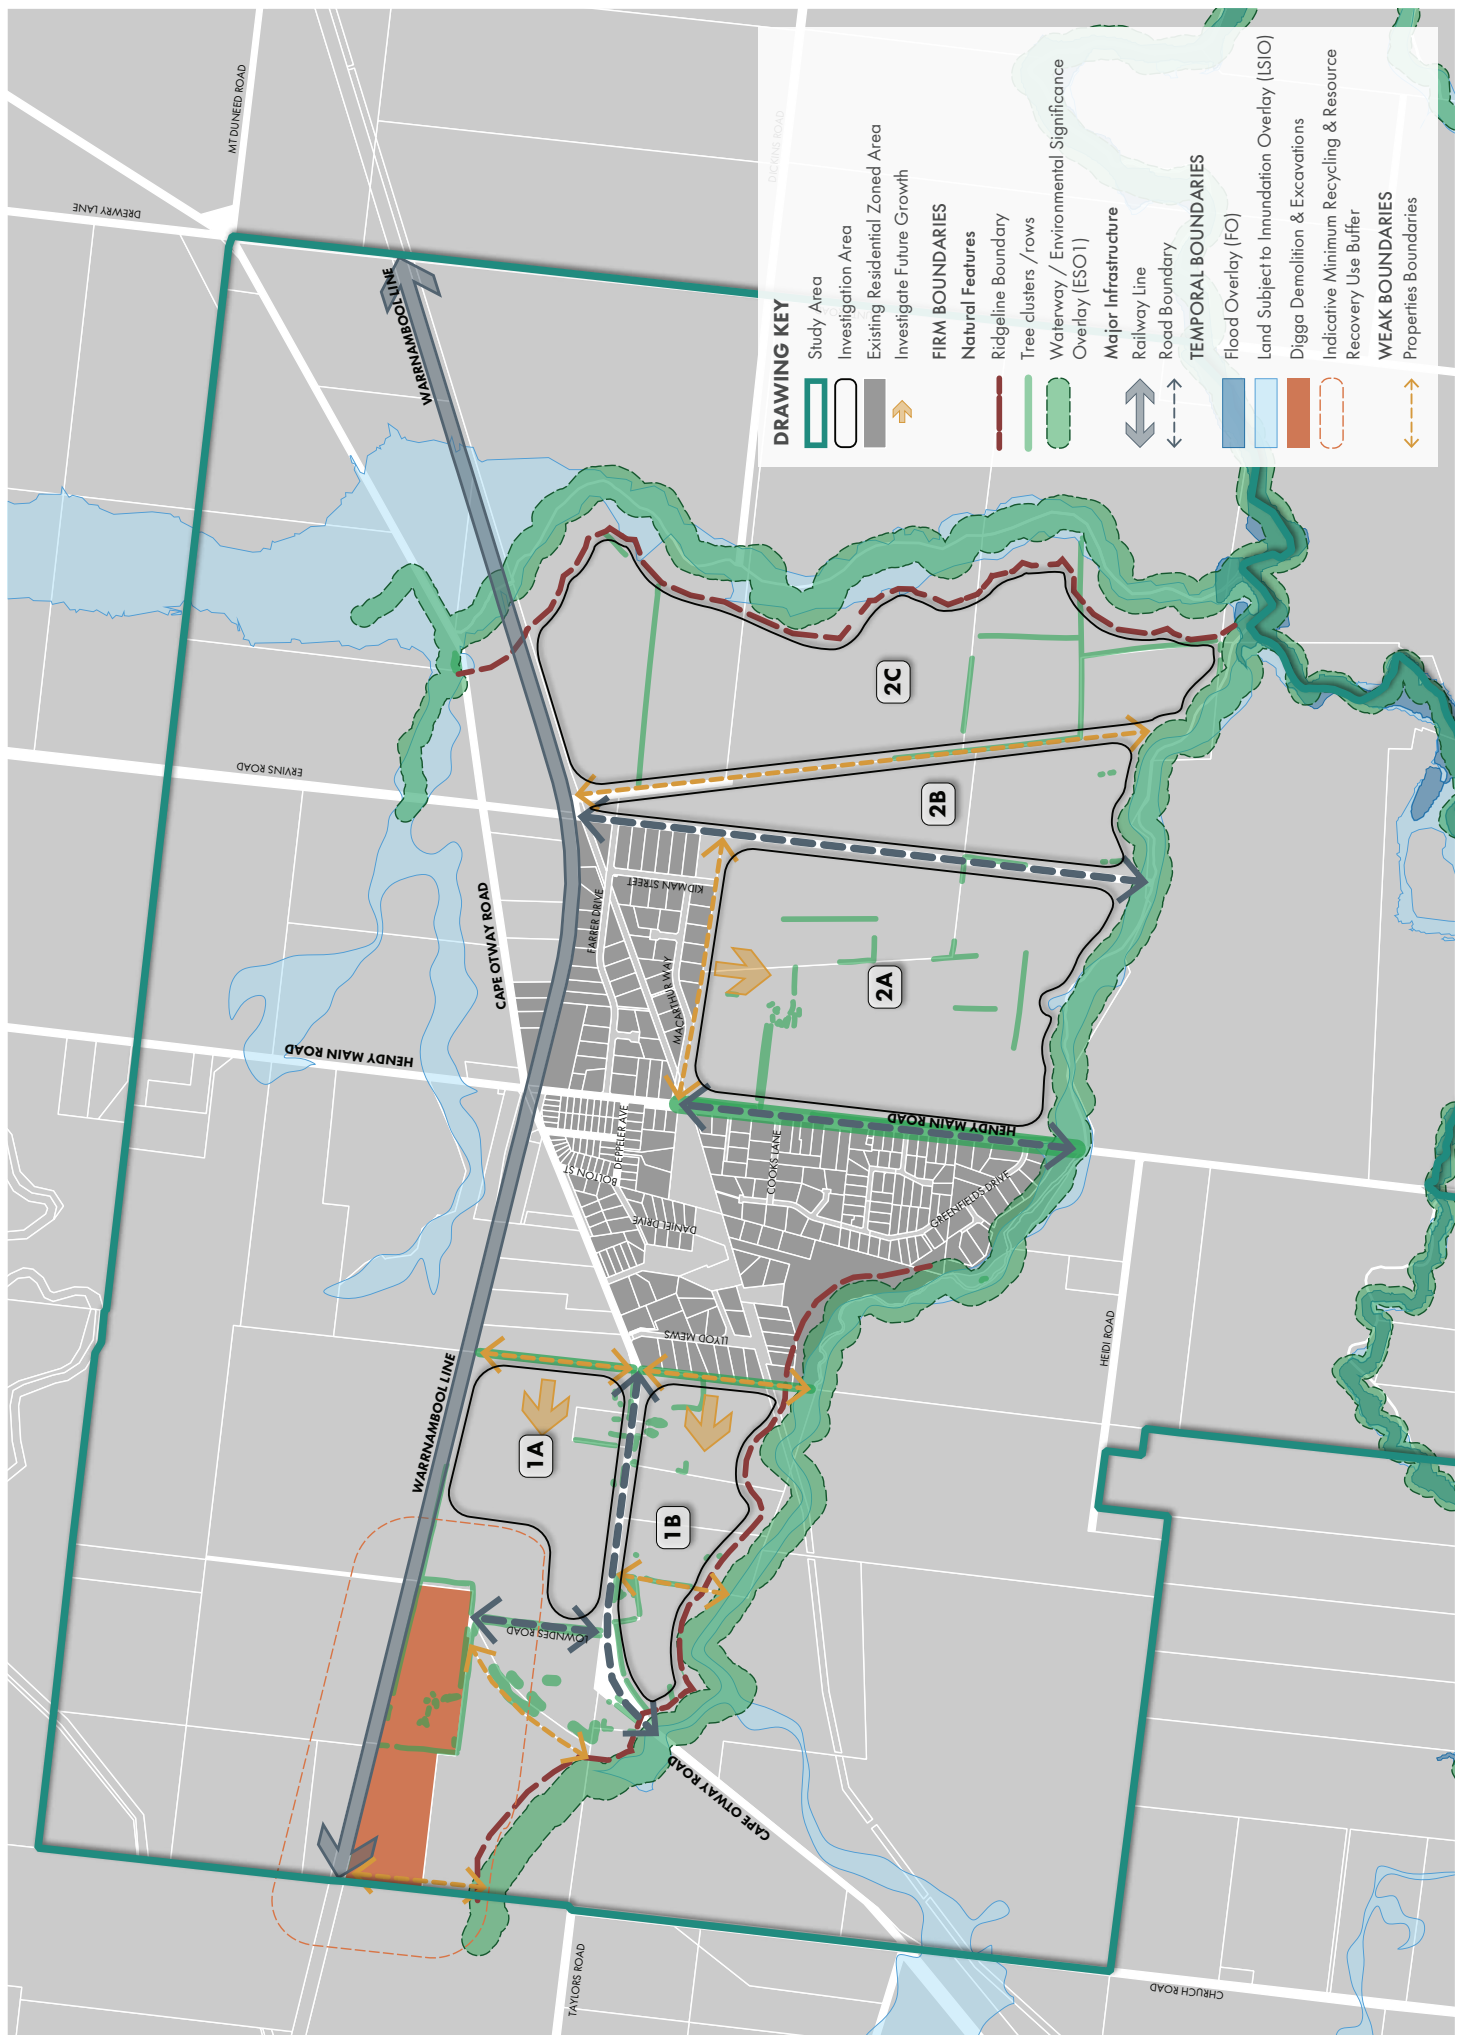 MT DUNEED ROAD
DREWRY LANE
WARRNAMBOOL LINE
DICKINS ROAD
ERVINS ROAD
CAPE OTWAY ROAD
FARRER DRIVE
KIDMAN STREET
MACARTHUR WAY
HENDY MAIN ROAD
2C
2B
2A
HENDY MAIN ROAD
DEPPELER AVE
BOLTON ST
DANIEL DRIVE
COOKS LANE
GREENFIELDS DRIVE
LLYOD MEWS
WARRNAMBOOL LINE
1A
1B
LOWNDES ROAD
CAPE OTWAY ROAD
HEIDI ROAD
TAYLORS ROAD
CHRUCH ROAD
DRAWING KEY
Study Area
Investigation Area
Existing Residential Zoned Area
Investigate Future Growth
FIRM BOUNDARIES
Natural Features
Ridgeline Boundary
Tree clusters /rows
Waterway / Environmental Significance
Overlay (ESO1)
Major Infrastructure
Railway Line
Road Boundary
TEMPORAL BOUNDARIES
Flood Overlay (FO)
Land Subject to Innundation Overlay (LSIO)
Digga Demolition & Excavations
Indicative Minimum Recycling & Resource
Recovery Use Buffer
WEAK BOUNDARIES
Properties Boundaries